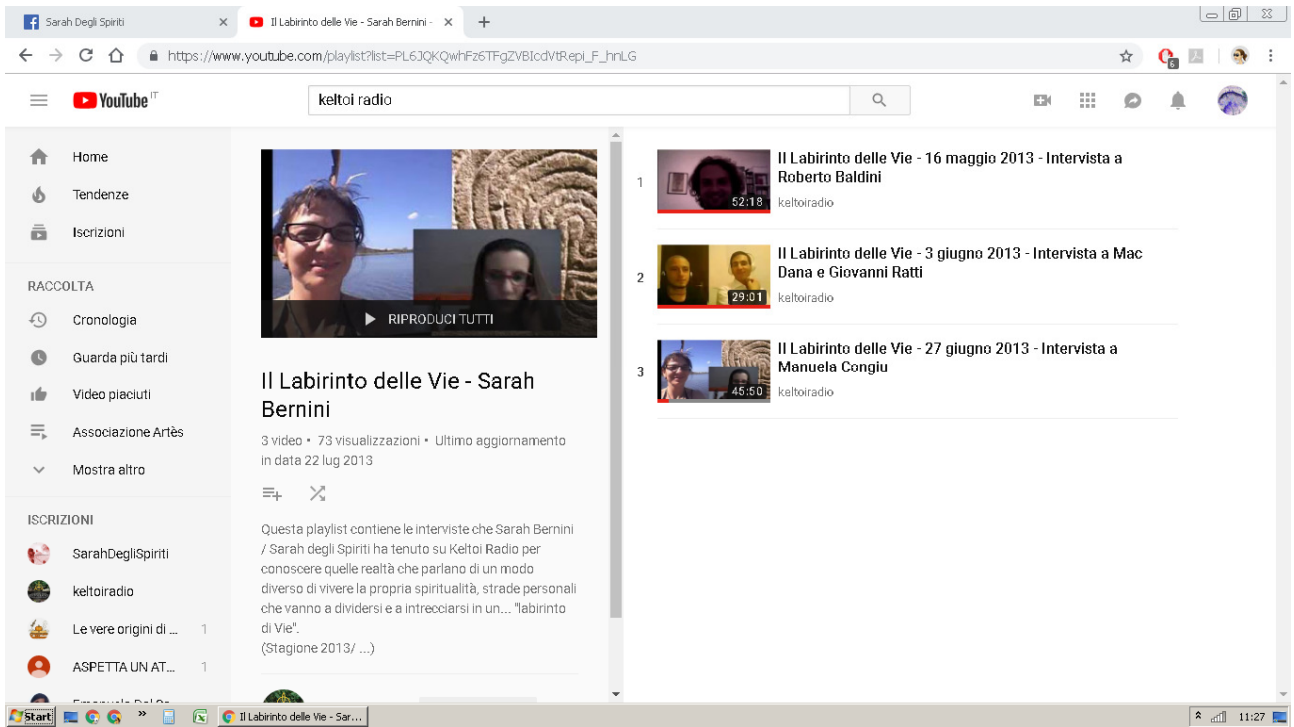 Sarah Degli Spiriti
Il Labirinto delle Vie - Sarah Bernini -
https://www.youtube.com/playlist?list=PL6JQKQwhFz6TFgZVBIcdVtRepi_F_hnLG
6
YouTube IT
keltoi radio
Home
Tendenze
Iscrizioni
RACCOLTA
Cronologia
Guarda più tardi
Video piaciuti
Associazione Artès
Mostra altro
ISCRIZIONI
SarahDegliSpiriti
keltoiradio
Le vere origini di ... 1
ASPETTA UN AT... 1
RIPRODUCI TUTTI
Il Labirinto delle Vie - Sarah
Bernini
3 video • 73 visualizzazioni • Ultimo aggiornamento
in data 22 lug 2013
Questa playlist contiene le interviste che Sarah Bernini
/ Sarah degli Spiriti ha tenuto su Keltoi Radio per
conoscere quelle realtà che parlano di un modo
diverso di vivere la propria spiritualità, strade personali
che vanno a dividersi e a intrecciarsi in un... "labirinto
di Vie".
(Stagione 2013/ ...)
1
52:18
Il Labirinto delle Vie - 16 maggio 2013 - Intervista a
Roberto Baldini
keltoiradio
2
29:01
Il Labirinto delle Vie - 3 giugno 2013 - Intervista a Mac
Dana e Giovanni Ratti
keltoiradio
3
45:50
Il Labirinto delle Vie - 27 giugno 2013 - Intervista a
Manuela Congiu
keltoiradio
Start
Il Labirinto delle Vie - Sar...
11:27